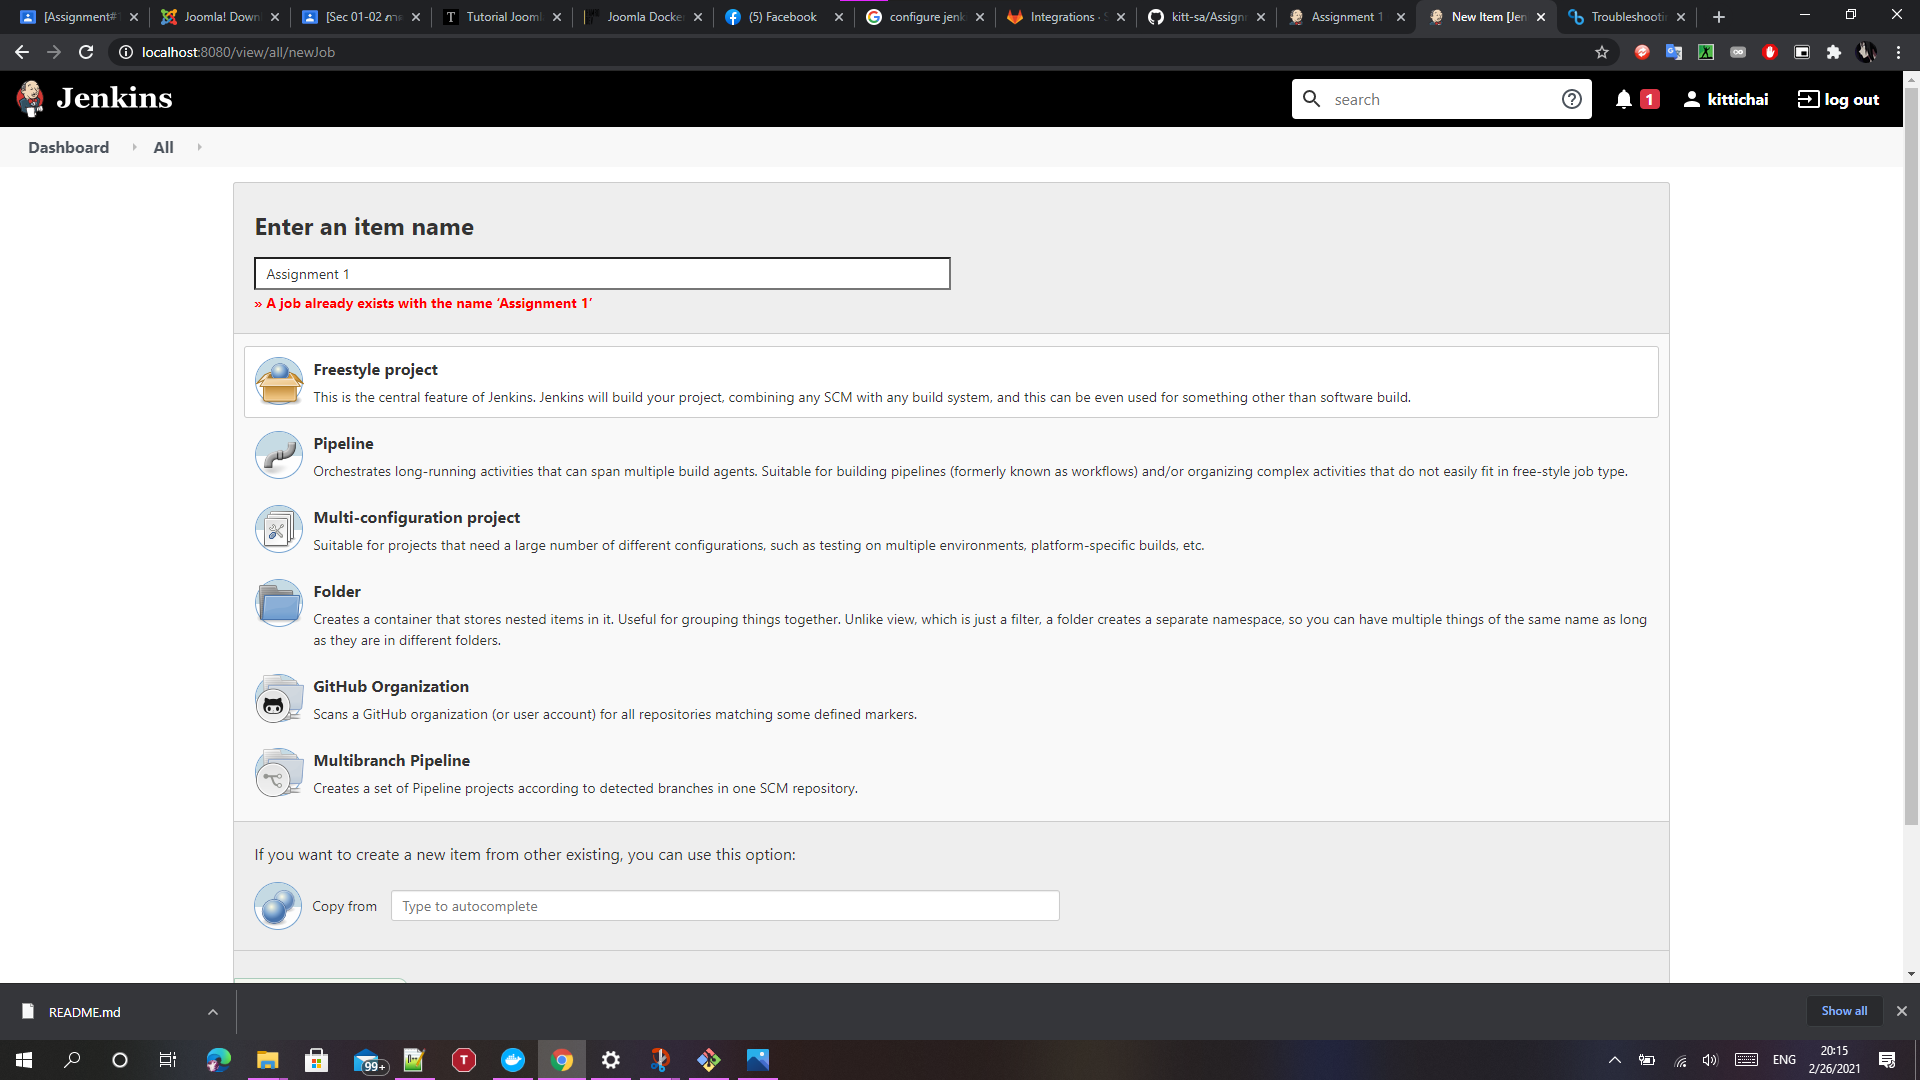 [Assignment#
Joomla! Down
[Sec 01-02 ภาค
Tutorial Jooml
Joomla Docke
(5) Facebook
configure jenk
Integrations · S
kitt-sa/Assignm
Assignment 1
New Item [Jen
Troubleshootin
localhost:8080/view/all/newJob
Jenkins
search
1
kittichai
log out
Dashboard
All
Enter an item name
Assignment 1
» A job already exists with the name ‘Assignment 1’
Freestyle project
This is the central feature of Jenkins. Jenkins will build your project, combining any SCM with any build system, and this can be even used for something other than software build.
Pipeline
Orchestrates long-running activities that can span multiple build agents. Suitable for building pipelines (formerly known as workflows) and/or organizing complex activities that do not easily fit in free-style job type.
Multi-configuration project
Suitable for projects that need a large number of different configurations, such as testing on multiple environments, platform-specific builds, etc.
Folder
Creates a container that stores nested items in it. Useful for grouping things together. Unlike view, which is just a filter, a folder creates a separate namespace, so you can have multiple things of the same name as long
as they are in different folders.
GitHub Organization
Scans a GitHub organization (or user account) for all repositories matching some defined markers.
Multibranch Pipeline
Creates a set of Pipeline projects according to detected branches in one SCM repository.
If you want to create a new item from other existing, you can use this option:
Copy from
Type to autocomplete
README.md
Show all
99+
T
ENG
20:15
2/26/2021